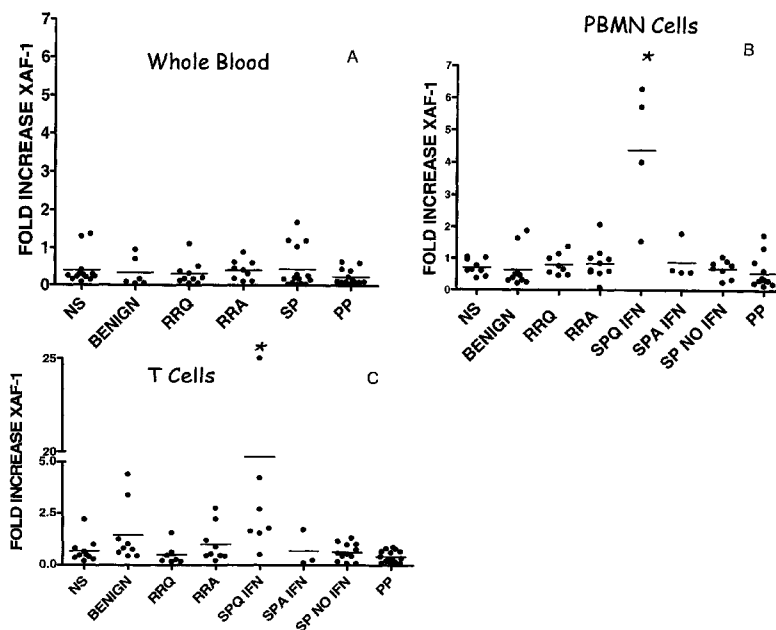 Whole Blood
A
FOLD INCREASE XAF-1
7
6
5
4
3
2
1
0
NS
BENIGN
RRQ
RRA
SP
PP
PBMN Cells
B
*
FOLD INCREASE XAF-1
7
6
5
4
3
2
1
0
NS
BENIGN
RRQ
RRA
SPQ IFN
SPA IFN
SP NO IFN
PP
T Cells
C
*
FOLD INCREASE XAF-1
25
20
5.0
2.5
0.0
NS
BENIGN
RRQ
RRA
SPQ IFN
SPA IFN
SP NO IFN
PP